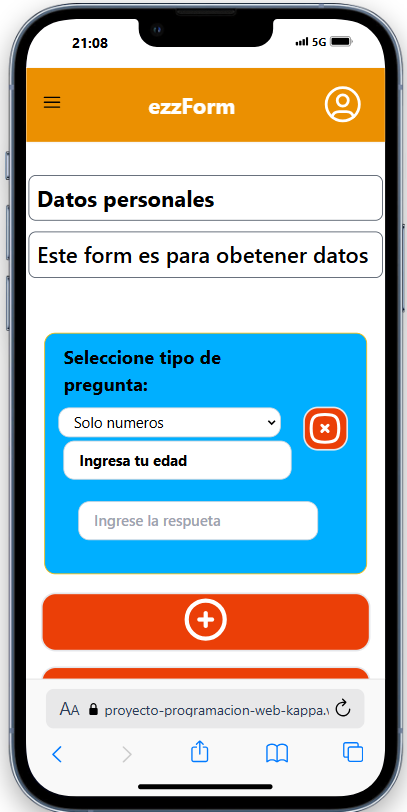 21:08
5G
ezzForm
Datos personales
Este form es para obetener datos
Seleccione tipo de
pregunta:
Solo numeros
Ingresa tu edad
Ingrese la respueta
AA proyecto-programacion-web-kappa.v